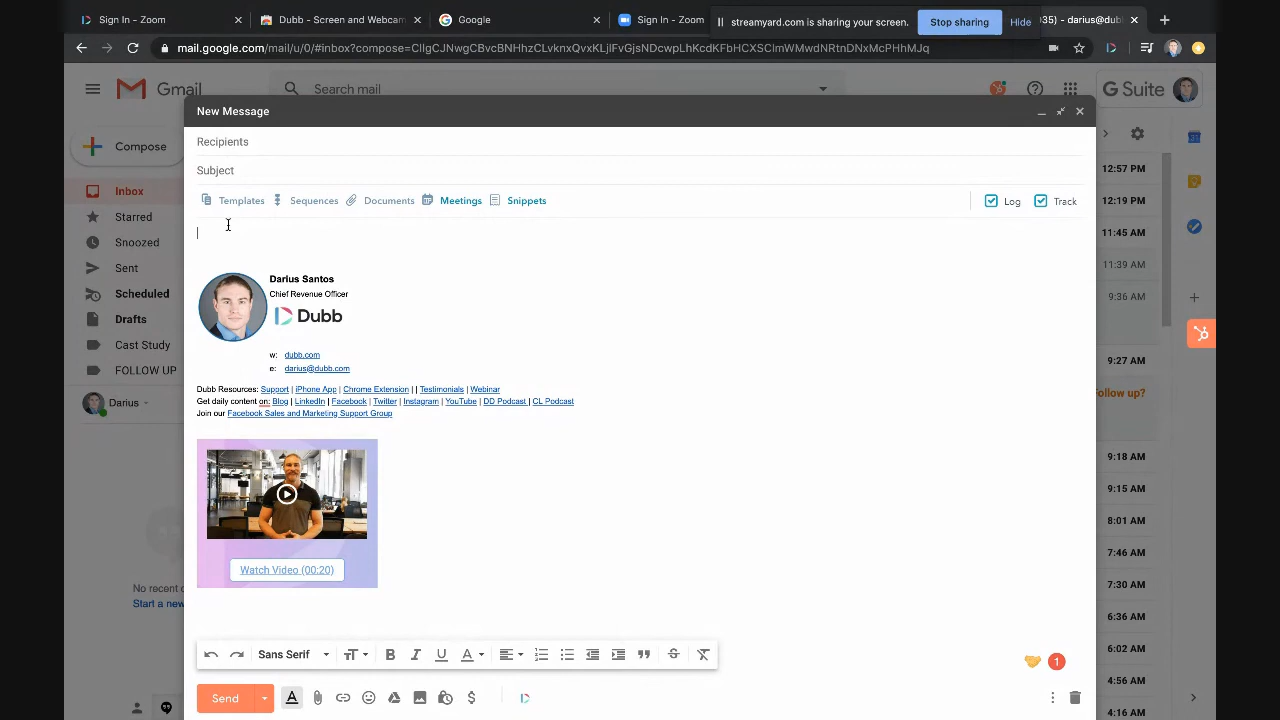 Sign In - Zoom
Dubb - Screen and Webcam
Google
Sign In - Zoom
streamyard.com is sharing your screen.
Stop sharing
Hide
35) - darius@dubb
mail.google.com/mail/u/0/#inbox?compose=
Gmail
Search mail
G Suite
Compose
New Message
Recipients
Subject
Templates
Sequences
Documents
Meetings
Snippets
Log
Track
Inbox
Starred
Snoozed
Sent
Scheduled
Drafts
Cast Study
FOLLOW UP
Darius
No recent c
Start a new
Darius Santos
Chief Revenue Officer
Dubb
w: dubb.com
e: darius@dubb.com
Dubb Resources: Support | iPhone App | Chrome Extension | | Testimonials | Webinar
Get daily content on: Blog | LinkedIn | Facebook | Twitter | Instagram | YouTube | DD Podcast | CL Podcast
Join our Facebook Sales and Marketing Support Group
Watch Video (00:20)
12:57 PM
12:19 PM
11:45 AM
11:39 AM
9:36 AM
9:27 AM
Follow up?
9:18 AM
9:15 AM
8:01 AM
7:46 AM
7:30 AM
6:36 AM
6:02 AM
4:56 AM
4:16 AM
Sans Serif
1
Send